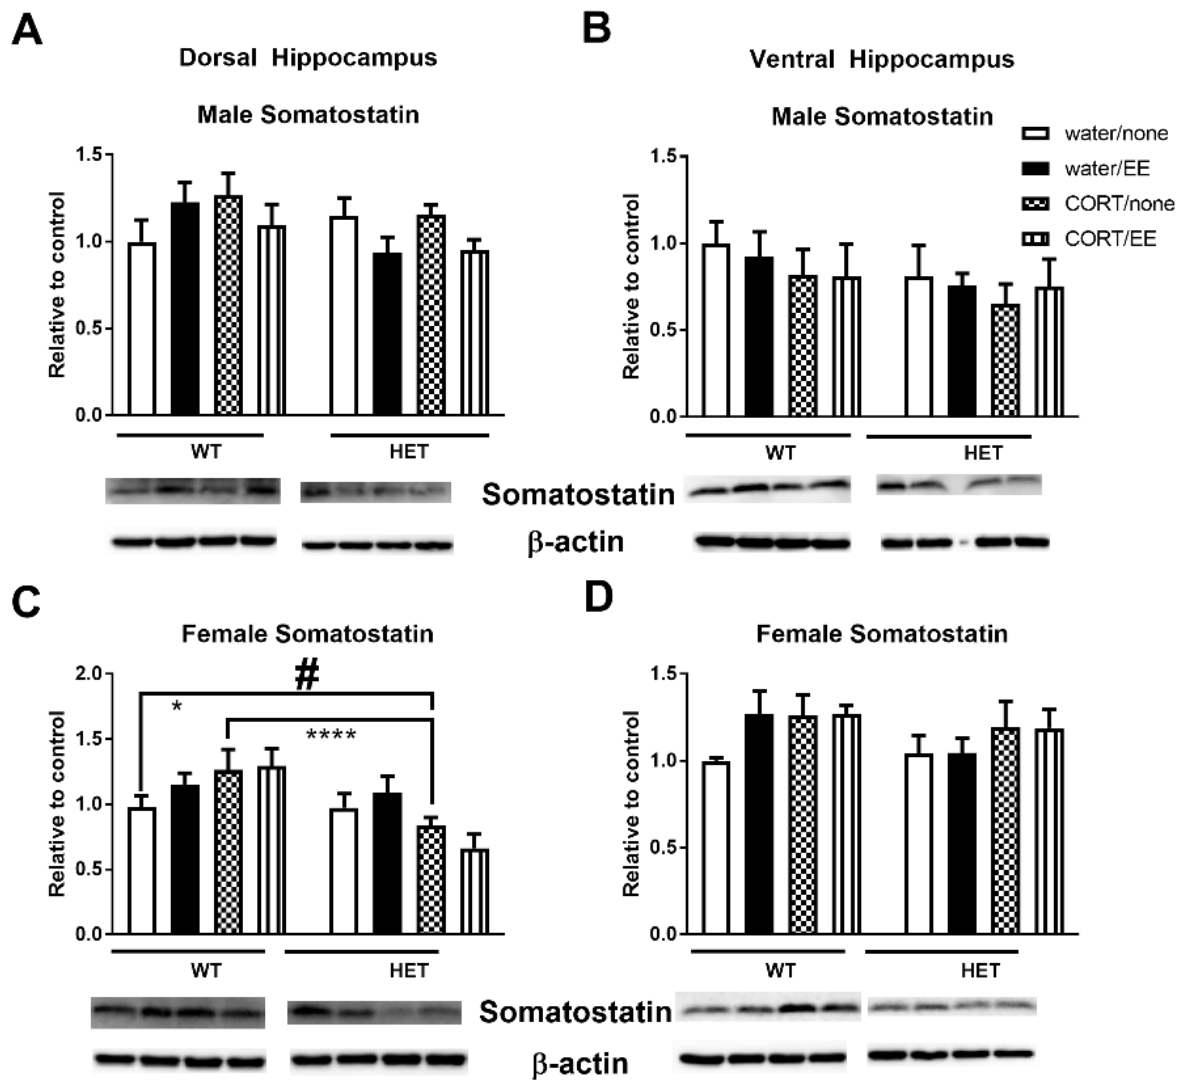 A
Dorsal Hippocampus
Male Somatostatin
1.5
1.0
0.5
0.0
Relative to control
WT
HET
B
Ventral Hippocampus
Male Somatostatin
water/none
water/EE
CORT/none
CORT/EE
1.5
1.0
0.5
0.0
Relative to control
WT
HET
Somatostatin
β-actin
C
Female Somatostatin
#
*
****
2.0
1.5
1.0
0.5
0.0
Relative to control
WT
HET
D
Female Somatostatin
1.5
1.0
0.5
0.0
Relative to control
WT
HET
Somatostatin
β-actin